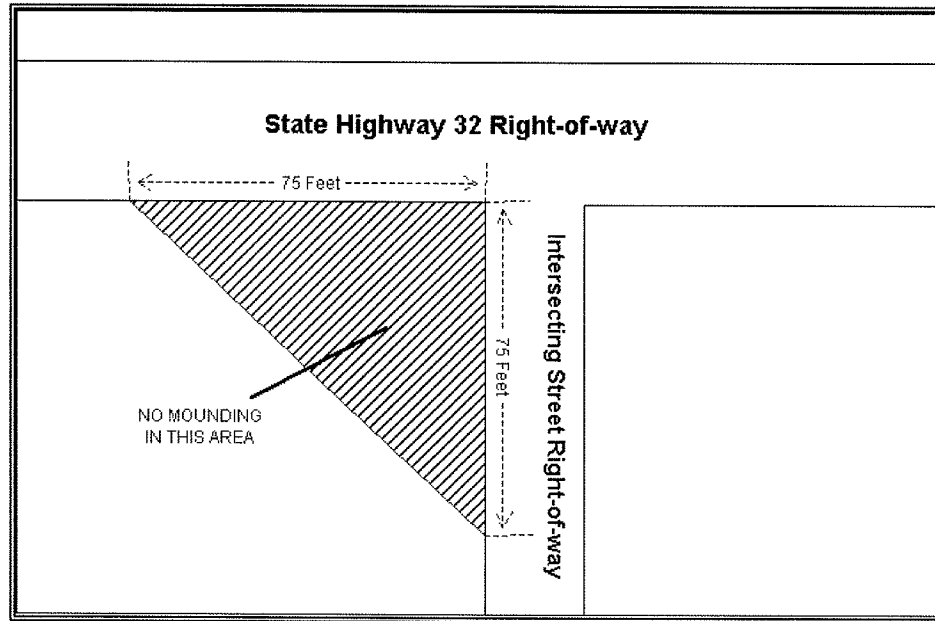 State Highway 32 Right-of-way
75 Feet
75 Feet
Intersecting Street Right-of-way
NO MOUNDING
IN THIS AREA